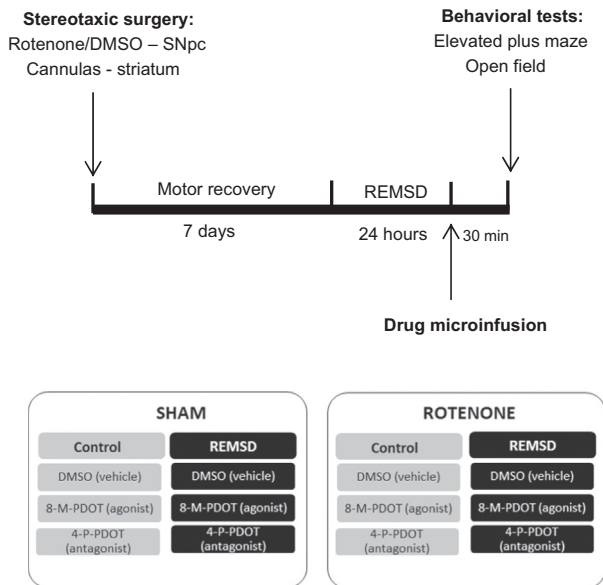 Stereotaxic surgery:
Rotenone/DMSO – SNpc
Cannulas - striatum
Behavioral tests:
Elevated plus maze
Open field
Motor recovery
REMSD
7 days
24 hours
30 min
Drug microinfusion
SHAM
Control
REMSD
DMSO (vehicle)
DMSO (vehicle)
8-M-PDOT (agonist)
8-M-PDOT (agonist)
4-P-PDOT
(antagonist)
4-P-PDOT
(antagonist)
ROTENONE
Control
REMSD
DMSO (vehicle)
DMSO (vehicle)
8-M-PDOT (agonist)
8-M-PDOT (agonist)
4-P-PDOT
(antagonist)
4-P-PDOT
(antagonist)